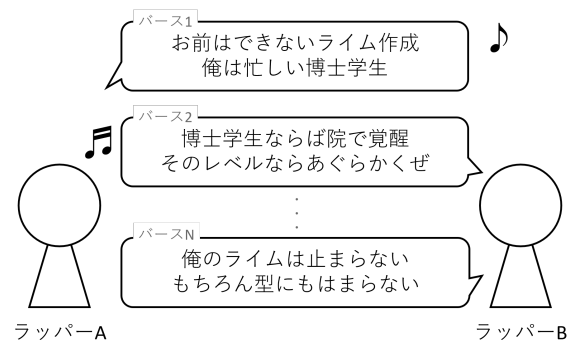 バース1
お前はできないライム作成
俺は忙しい博士学生
バース2
博士学生ならば院で覚醒
そのレベルならあぐらかくぜ
バースN
俺のライムは止まらない
もちろん型にもはまらない
ラッパーA
ラッパーB